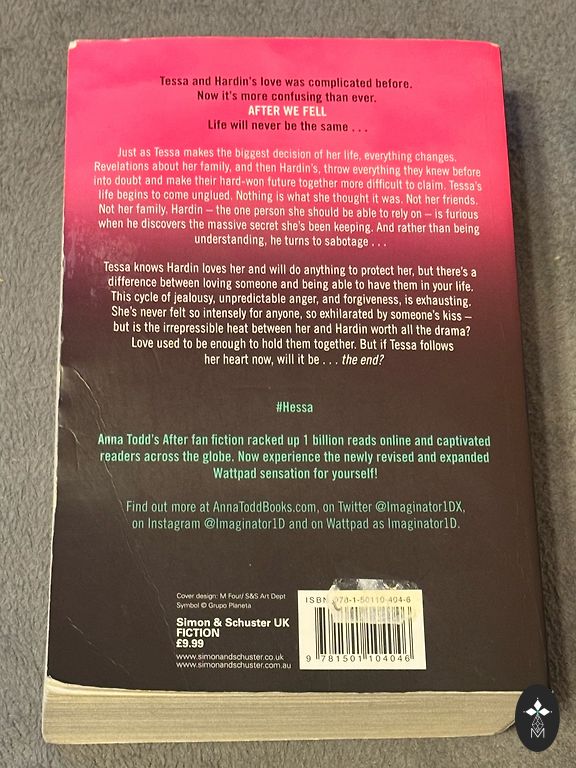 Tessa and Hardin's love was complicated before.
Now it's more confusing than ever.
AFTER WE FELL
Life will never be the same . . .
Just as Tessa makes the biggest decision of her life, everything changes.
Revelations about her family, and then Hardin's, throw everything they knew before
into doubt and make their hard-won future together more difficult to claim. Tessa's
life begins to come unglued. Nothing is what she thought it was. Not her friends.
Not her family. Hardin – the one person she should be able to rely on – is furious
when he discovers the massive secret she's been keeping. And rather than being
understanding, he turns to sabotage . . .
Tessa knows Hardin loves her and will do anything to protect her, but there's a
difference between loving someone and being able to have them in your life.
This cycle of jealousy, unpredictable anger, and forgiveness, is exhausting.
She's never felt so intensely for anyone, so exhilarated by someone's kiss –
but is the irrepressible heat between her and Hardin worth all the drama?
Love used to be enough to hold them together. But if Tessa follows
her heart now, will it be . . . the end?
#Hessa
Anna Todd's After fan fiction racked up 1 billion reads online and captivated
readers across the globe. Now experience the newly revised and expanded
Wattpad sensation for yourself!
Find out more at AnnaToddBooks.com, on Twitter @Imaginator1DX,
on Instagram @Imaginator1D and on Wattpad as Imaginator1D.
Cover design: M Four/ S&S Art Dept
Symbol © Grupo Planeta
Simon & Schuster UK
FICTION
£9.99
www.simonandschuster.co.uk
www.simonandschuster.com.au
ISBN 978-1-50110-404-6
9 781501 104046
M